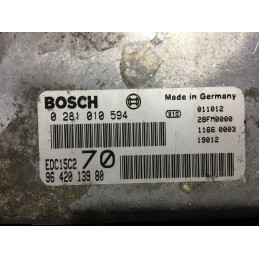 BOSCH
Made in Germany
0 281 010 594
S10
011012
28FM0000
1166 0003
19012
EDC15C2 70
96 420 139 80